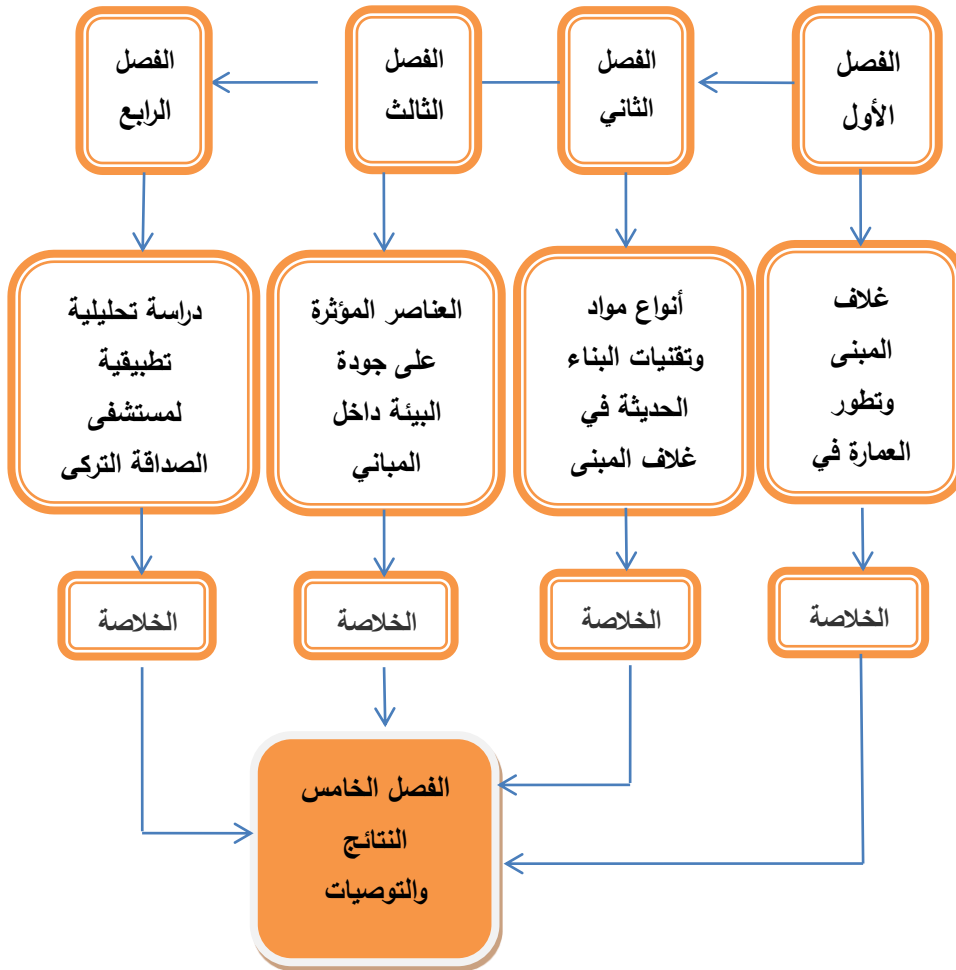 الفصل
الأول
الفصل
الثاني
الفصل
الثالث
الفصل
الرابع
غلاف
المبنى
وتطور
العمارة في
أنواع مواد
وتقنيات البناء
الحديثة في
غلاف المبنى
العناصر المؤثرة
على جودة
البيئة داخل
المباني
دراسة تحليلية
تطبيقية
لمستشفى
الصداقة التركى
الخلاصة
الخلاصة
الخلاصة
الخلاصة
الفصل الخامس
النتائج
والتوصيات